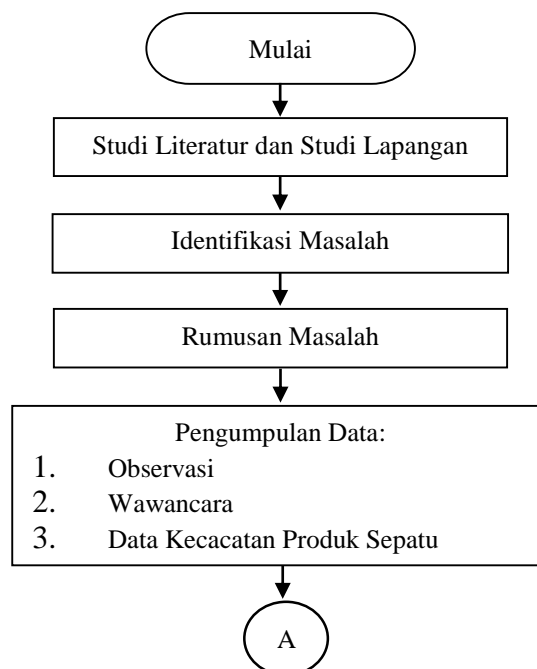 Mulai
Studi Literatur dan Studi Lapangan
Identifikasi Masalah
Rumusan Masalah
Pengumpulan Data:
1. Observasi
2. Wawancara
3. Data Kecacatan Produk Sepatu
A